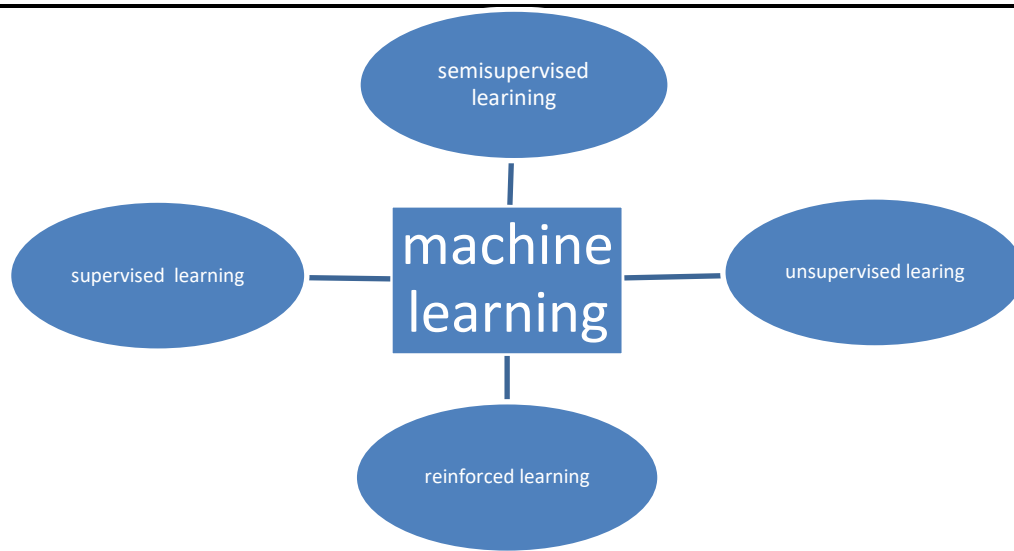 semisupervised
learining
machine
learning
supervised  learning
unsupervised learing
reinforced learning